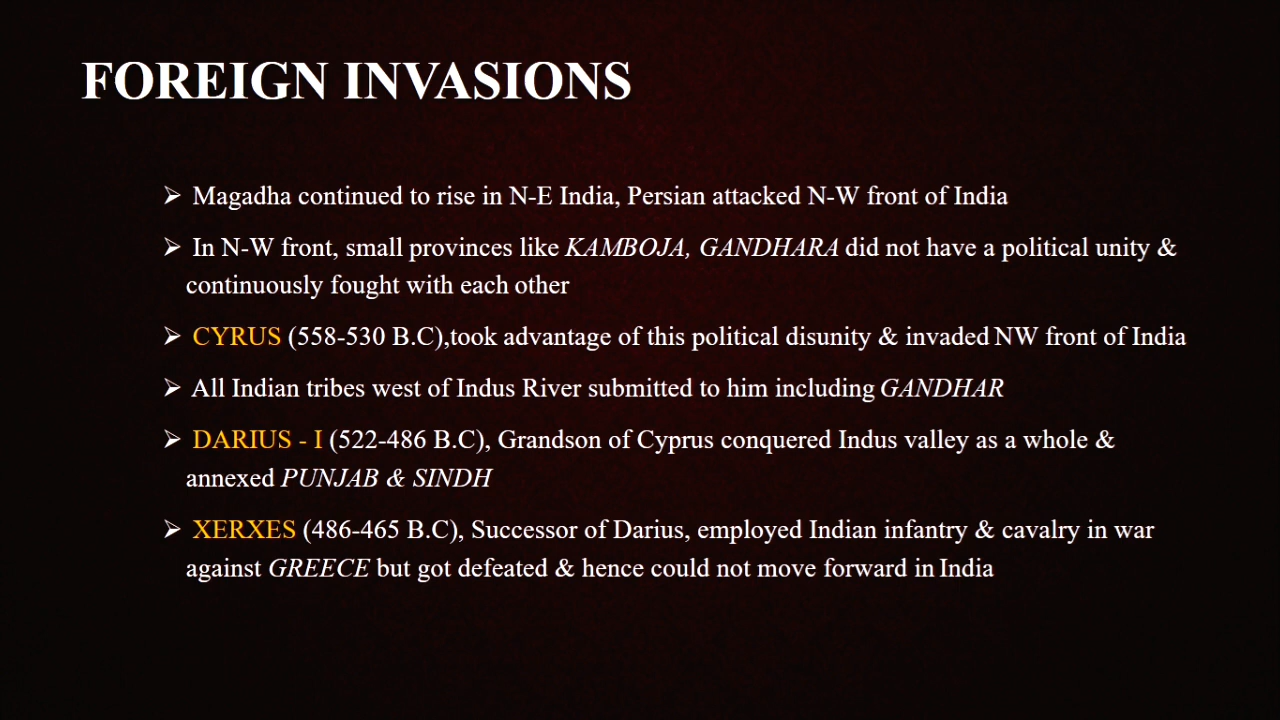 FOREIGN INVASIONS
➢ Magadha continued to rise in N-E India, Persian attacked N-W front of India
➢ In N-W front, small provinces like KAMBOJA, GANDHARA did not have a political unity &
continuously fought with each other
➢ CYRUS (558-530 B.C),took advantage of this political disunity & invaded NW front of India
➢ All Indian tribes west of Indus River submitted to him including GANDHAR
➢ DARIUS - I (522-486 B.C), Grandson of Cyprus conquered Indus valley as a whole &
annexed PUNJAB & SINDH
➢ XERXES (486-465 B.C), Successor of Darius, employed Indian infantry & cavalry in war
against GREECE but got defeated & hence could not move forward in India